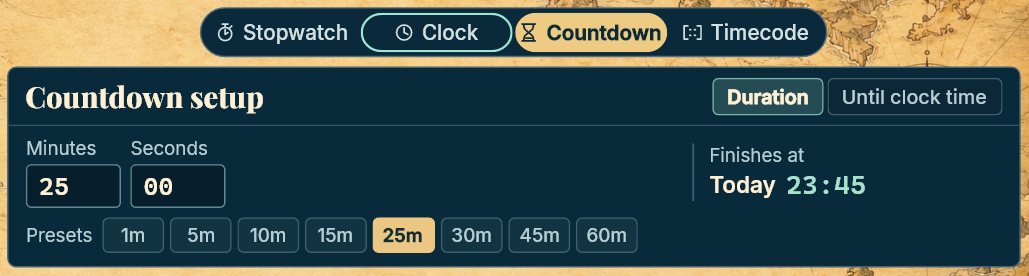 Stopwatch Clock Countdown Timecode
Countdown setup Duration Until clock time
Minutes Seconds Finishes at
25 00 Today 23:45
Presets 1m 5m 10m 15m 25m 30m 45m 60m